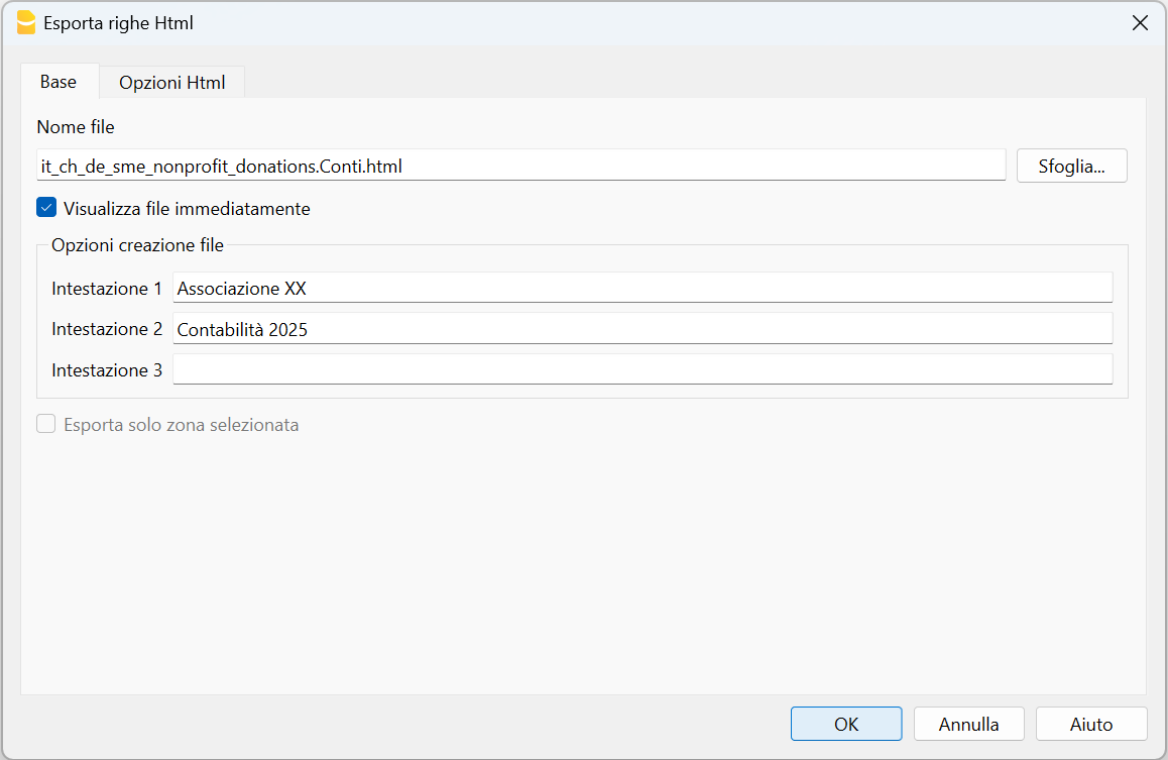 Esporta righe Html
Base
Opzioni Html
Nome file
it_ch_de_sme_nonprofit_donations.Conti.html
Sfoglia...
Visualizza file immediatamente
Opzioni creazione file
Intestazione 1
Associazione XX
Intestazione 2
Contabilità 2025
Intestazione 3
Esporta solo zona selezionata
OK
Annulla
Aiuto